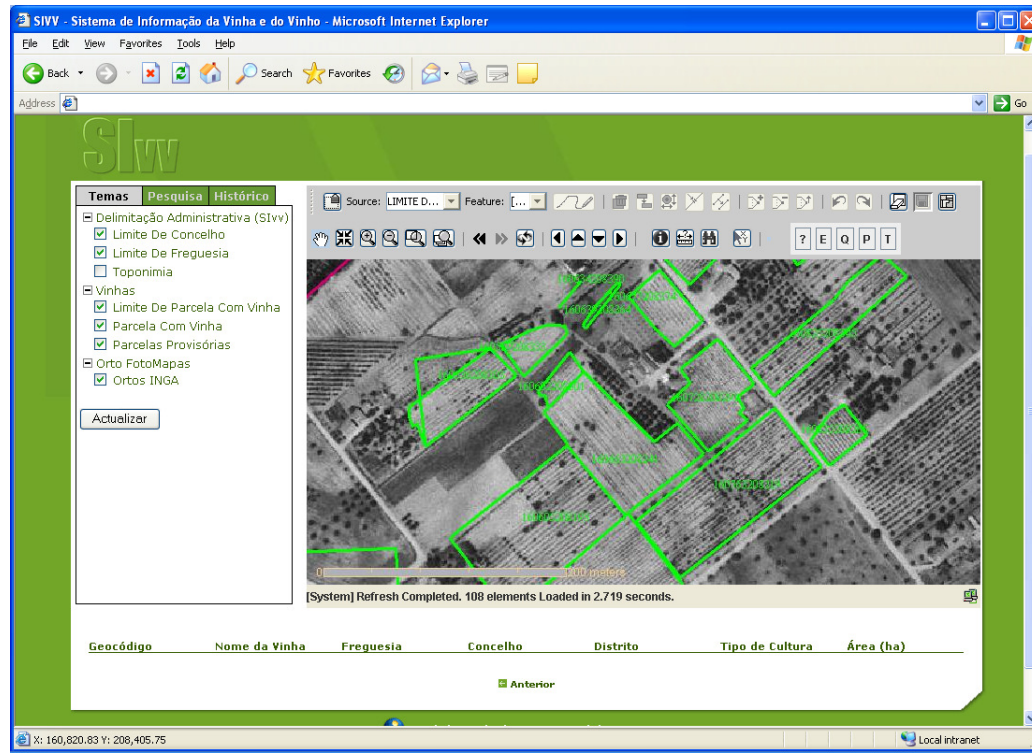 SIVV - Sistema de Informação da Vinha e do Vinho - Microsoft Internet Explorer
File Edit View Favorites Tools Help
Back Search Favorites
Address Go
SIvv
Temas Pesquisa Histórico
Source: LIMITE D... Feature: [...
Delimitação Administrativa (SIvv)
Limite De Concelho
Limite De Freguesia
Toponimia
Vinhas
Limite De Parcela Com Vinha
Parcela Com Vinha
Parcelas Provisórias
Orto FotoMapas
Ortos INGA
Actualizar
? E Q P T
[System] Refresh Completed. 108 elements Loaded in 2.719 seconds.
Geocódigo Nome da Vinha Freguesia Concelho Distrito Tipo de Cultura Área (ha)
Anterior
X: 160,820.83 Y: 208,405.75 Local intranet